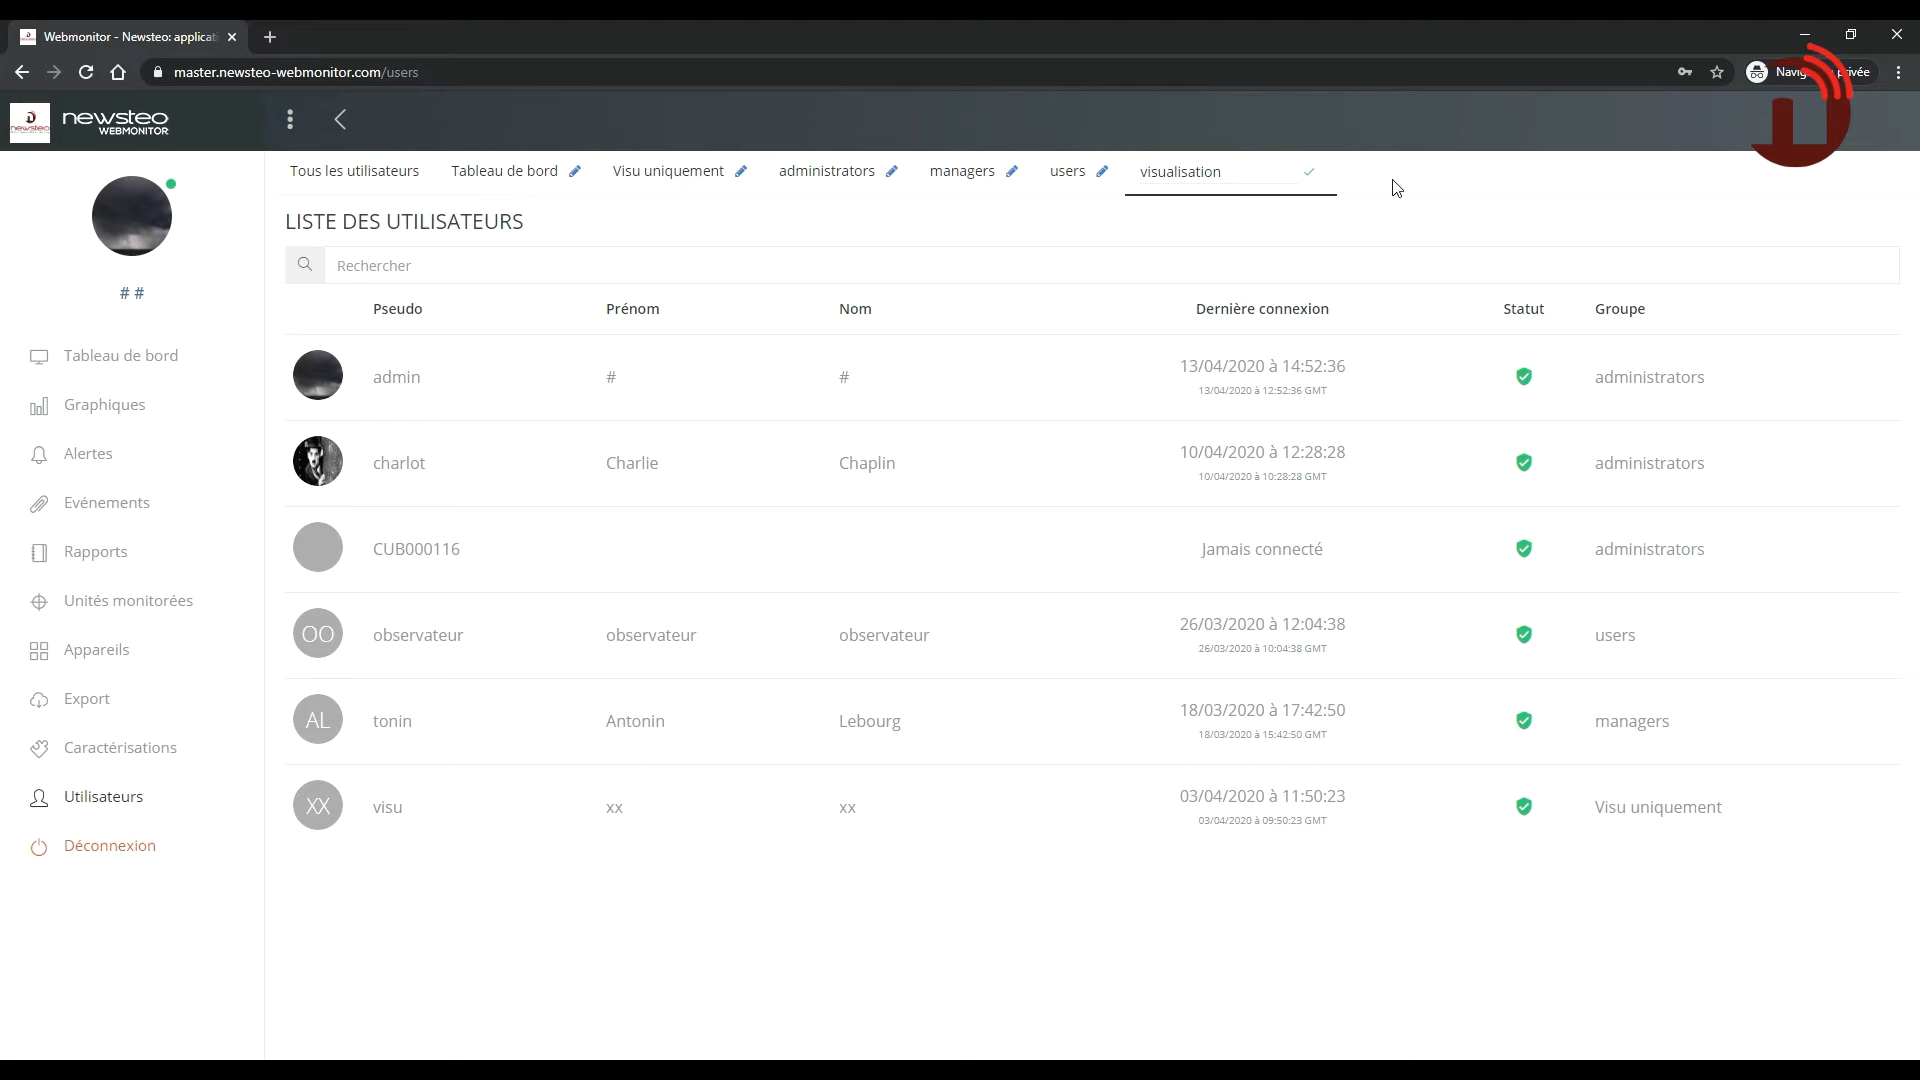 Webmonitor - Newsteo: applicati
master.newsteo-webmonitor.com/users
newsteo
WEBMONITOR
Tous les utilisateurs
Tableau de bord
Visu uniquement
administrators
managers
users
visualisation
# #
Tableau de bord
Graphiques
Alertes
Evénements
Rapports
Unités monitorées
Appareils
Export
Caractérisations
Utilisateurs
Déconnexion
LISTE DES UTILISATEURS
Rechercher
Pseudo Prénom Nom Dernière connexion Statut Groupe
admin # # 13/04/2020 à 14:52:36 administrators
13/04/2020 à 12:52:36 GMT
charlot Charlie Chaplin 10/04/2020 à 12:28:28 administrators
10/04/2020 à 10:28:28 GMT
CUB000116 Jamais connecté administrators
OO observateur observateur observateur 26/03/2020 à 12:04:38 users
26/03/2020 à 10:04:38 GMT
AL tonin Antonin Lebourg 18/03/2020 à 17:42:50 managers
18/03/2020 à 15:42:50 GMT
XX visu xx xx 03/04/2020 à 11:50:23 Visu uniquement
03/04/2020 à 09:50:23 GMT